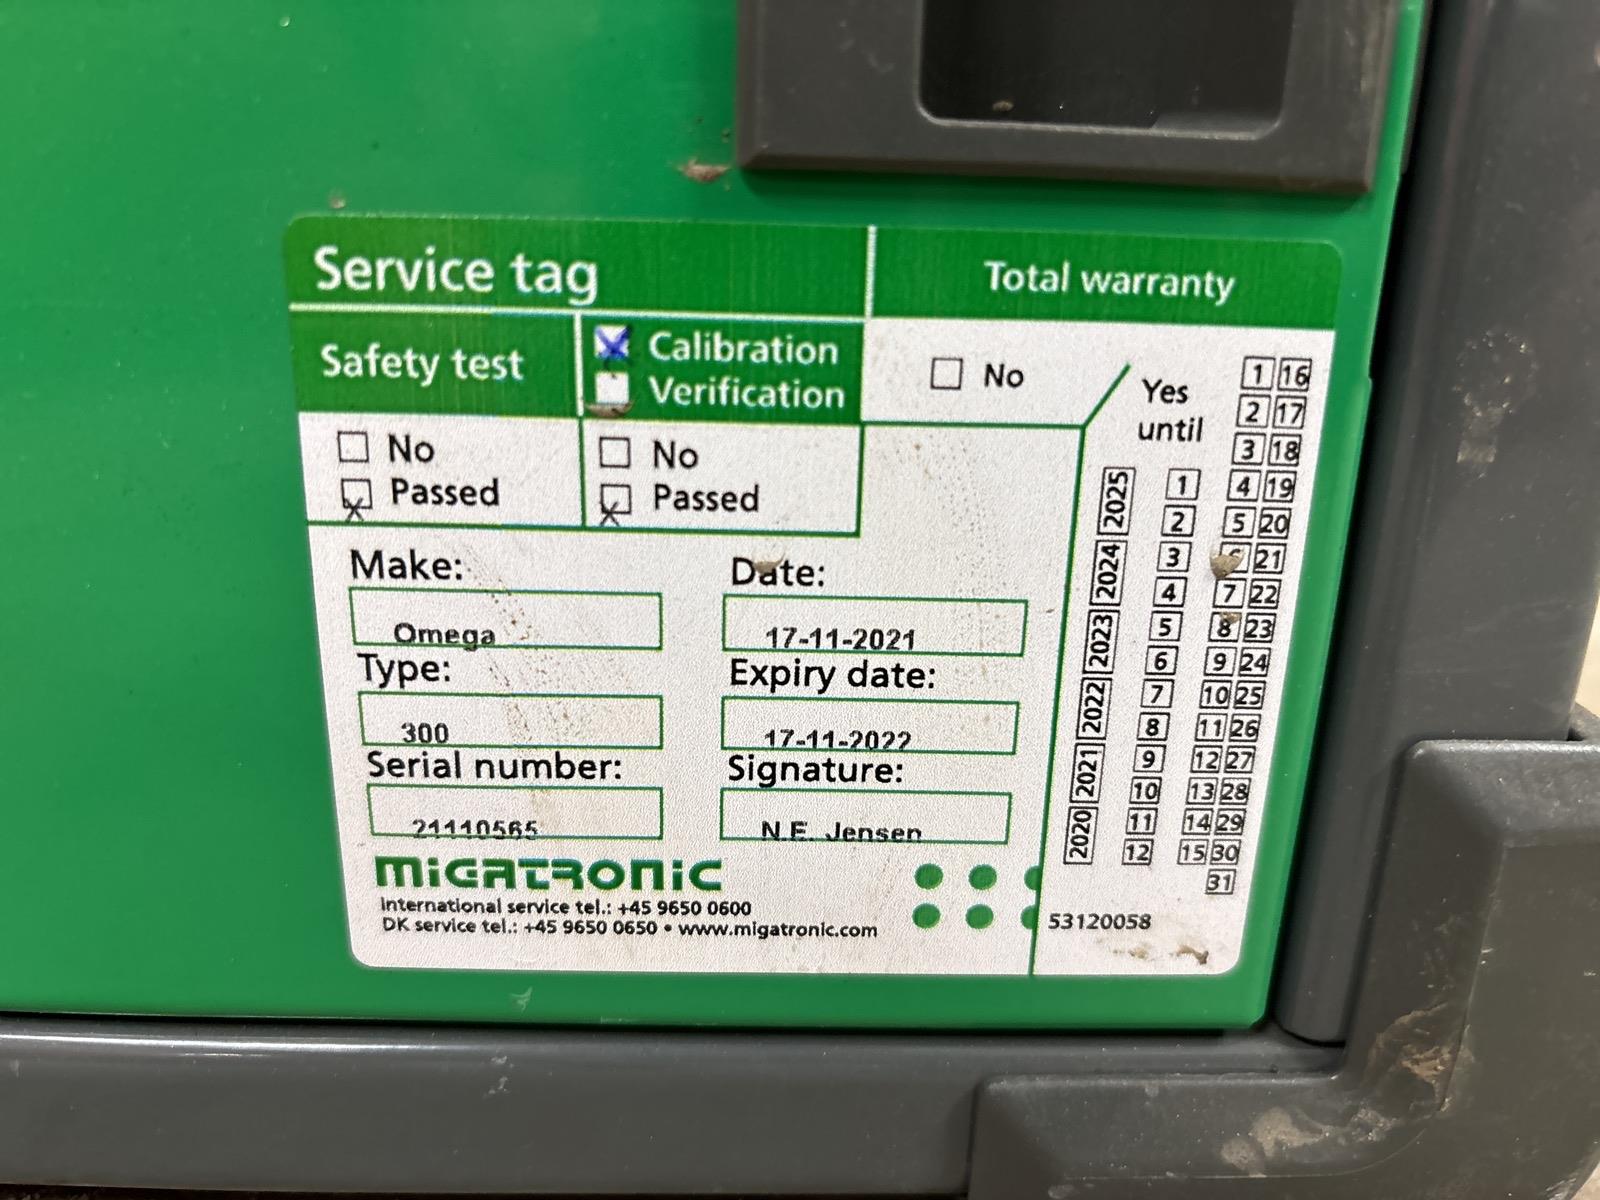 Service tag
Total warranty
Safety test
Calibration
Verification
No
Passed
No
Passed
No
Yes
until
Make:
Omega
Date:
17-11-2021
Type:
300
Expiry date:
17-11-2022
Serial number:
21110565
Signature:
N.E. Jensen
MIGATRONIC
International service tel.: +45 9650 0600
DK service tel.: +45 9650 0650 • www.migatronic.com
2025
2024
2023
2022
2021
2020
1
2
3
4
5
6
7
8
9
10
11
12
1 16
2 17
3 18
4 19
5 20
6 21
7 22
8 23
9 24
10 25
11 26
12 27
13 28
14 29
15 30
31
53120058